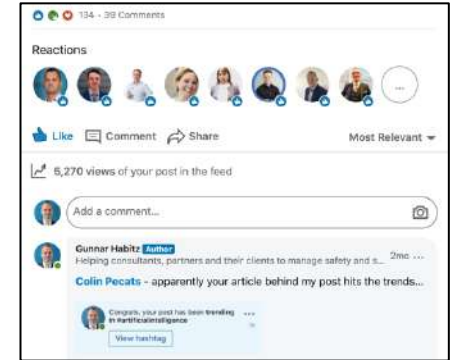 134 - 39 Comments
Reactions
...
Like Comment Share Most Relevant
5,270 views of your post in the feed
Add a comment...
Gunnar Habitz Author 2mo ...
Helping consultants, partners and their clients to manage safety and s...
Colin Pecats - apparently your article behind my post hits the trends...
Congrats, your post has been trending ...
in #artificialintelligence
View hashtag